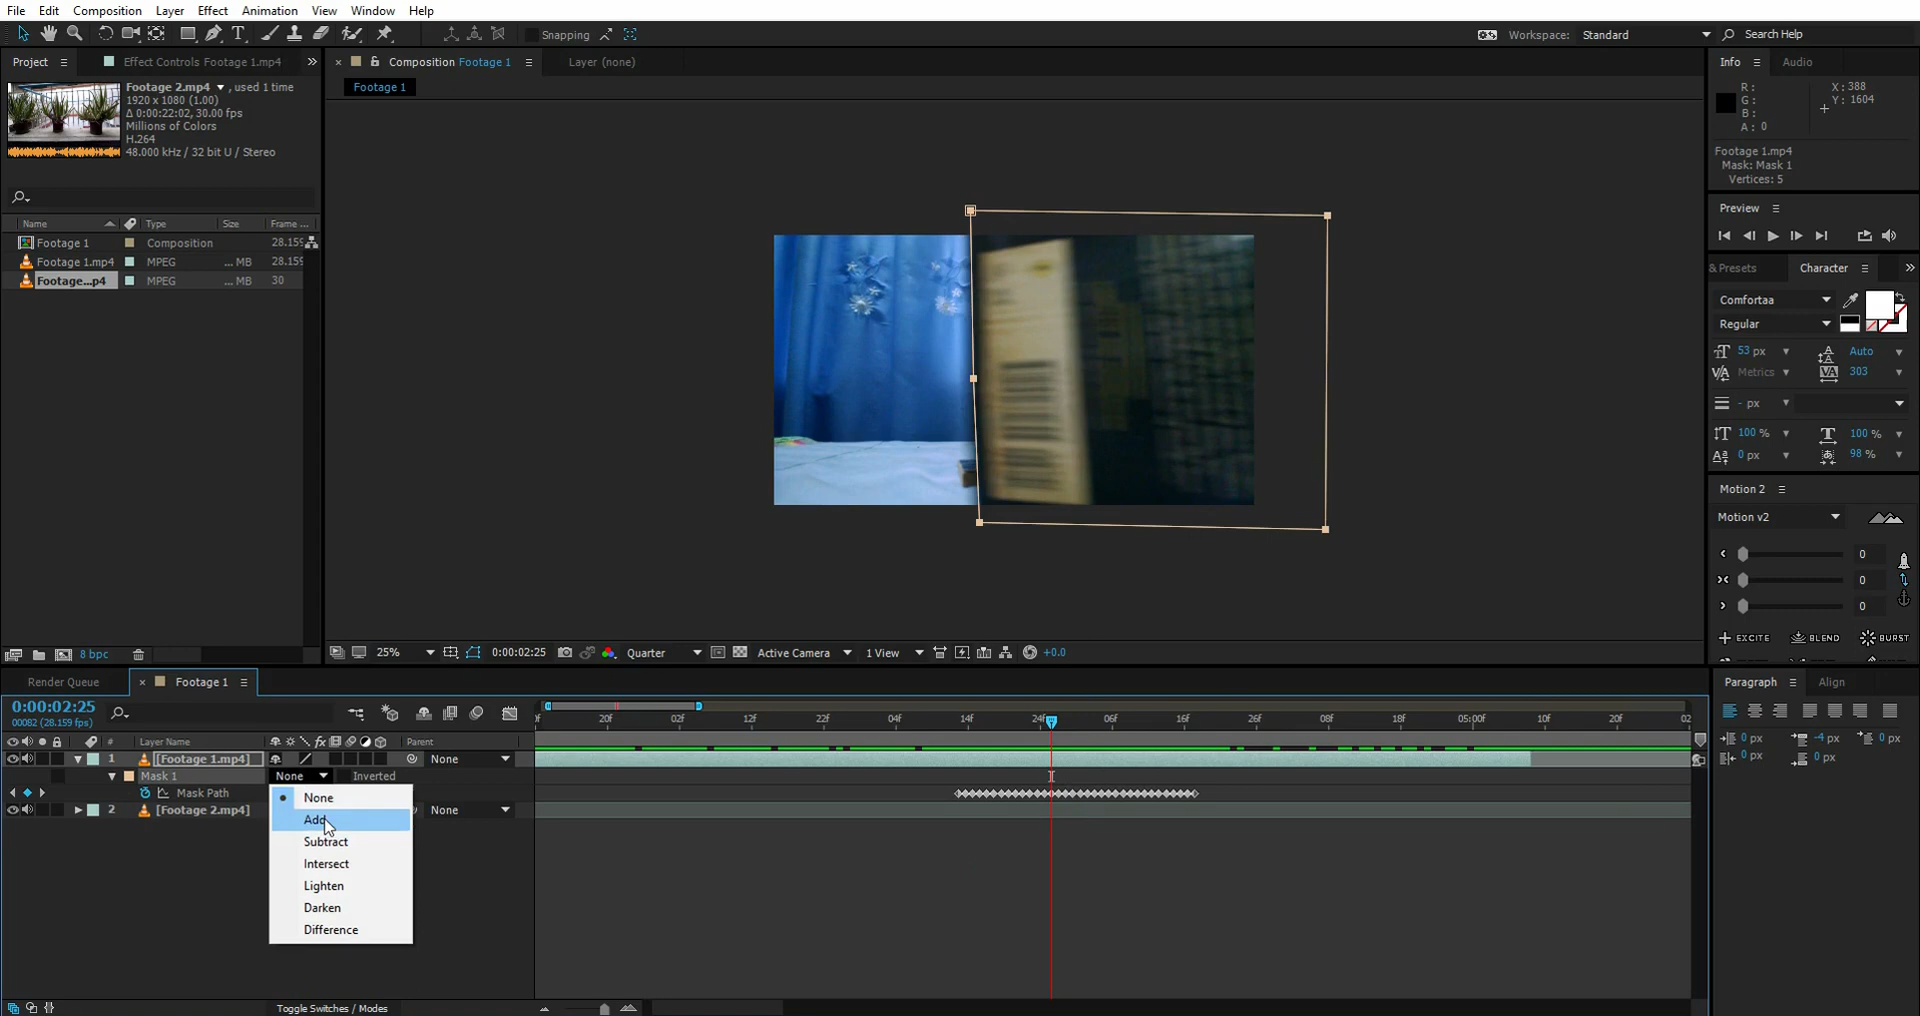 File Edit Composition Layer Effect Animation View Window Help
Snapping
Workspace: Standard
Search Help
Project
Effect Controls Footage 1.mp4
Composition Footage 1
Layer (none)
Info
Audio
Footage 1
Footage 2.mp4 , used 1 time
1920 x 1080 (1.00)
Δ 0:00:22:02, 30.00 fps
Millions of Colors
H.264
48.000 kHz / 32 bit U / Stereo
R:
G:
B:
A: 0
X: 388
Y: 1604
Footage 1.mp4
Mask: Mask 1
Vertices: 5
Preview
Name Type Size Frame ...
Footage 1 Composition 28.159
Footage 1.mp4 MPEG ... MB 28.159
Footage...p4 MPEG ... MB 30
& Presets
Character
Comfortaa
Regular
53 px
Auto
Metrics
303
- px
100 %
100 %
0 px
98 %
Motion 2
Motion v2
0
0
0
EXCITE
BLEND
BURST
8 bpc
25%
0:00:02:25
Quarter
Active Camera
1 View
+0.0
Render Queue
Footage 1
Paragraph
Align
0:00:02:25
00082 (28.159 fps)
0f 20f 02f 12f 22f 04f 14f 24f 06f 16f 26f 08f 18f 05:00f 10f 20f 02
# Layer Name
Parent
1 [Footage 1.mp4] None
Mask 1 None Inverted
Mask Path
2 [Footage 2.mp4] None
None
Add
Subtract
Intersect
Lighten
Darken
Difference
0 px
-4 px
0 px
0 px
0 px
Toggle Switches / Modes